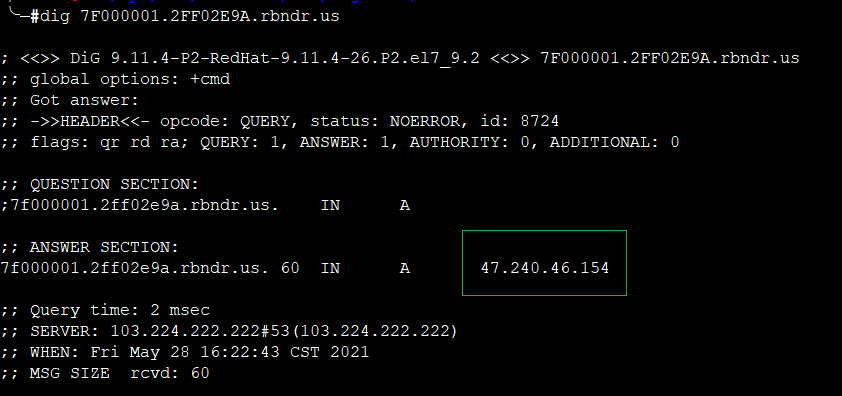 ╰─#dig 7F000001.2FF02E9A.rbndr.us
; <<>> DiG 9.11.4-P2-RedHat-9.11.4-26.P2.el7_9.2 <<>> 7F000001.2FF02E9A.rbndr.us
;; global options: +cmd
;; Got answer:
;; ->>HEADER<<- opcode: QUERY, status: NOERROR, id: 8724
;; flags: qr rd ra; QUERY: 1, ANSWER: 1, AUTHORITY: 0, ADDITIONAL: 0
;; QUESTION SECTION:
;7f000001.2ff02e9a.rbndr.us. IN A
;; ANSWER SECTION:
7f000001.2ff02e9a.rbndr.us. 60 IN A 47.240.46.154
;; Query time: 2 msec
;; SERVER: 103.224.222.222#53(103.224.222.222)
;; WHEN: Fri May 28 16:22:43 CST 2021
;; MSG SIZE rcvd: 60